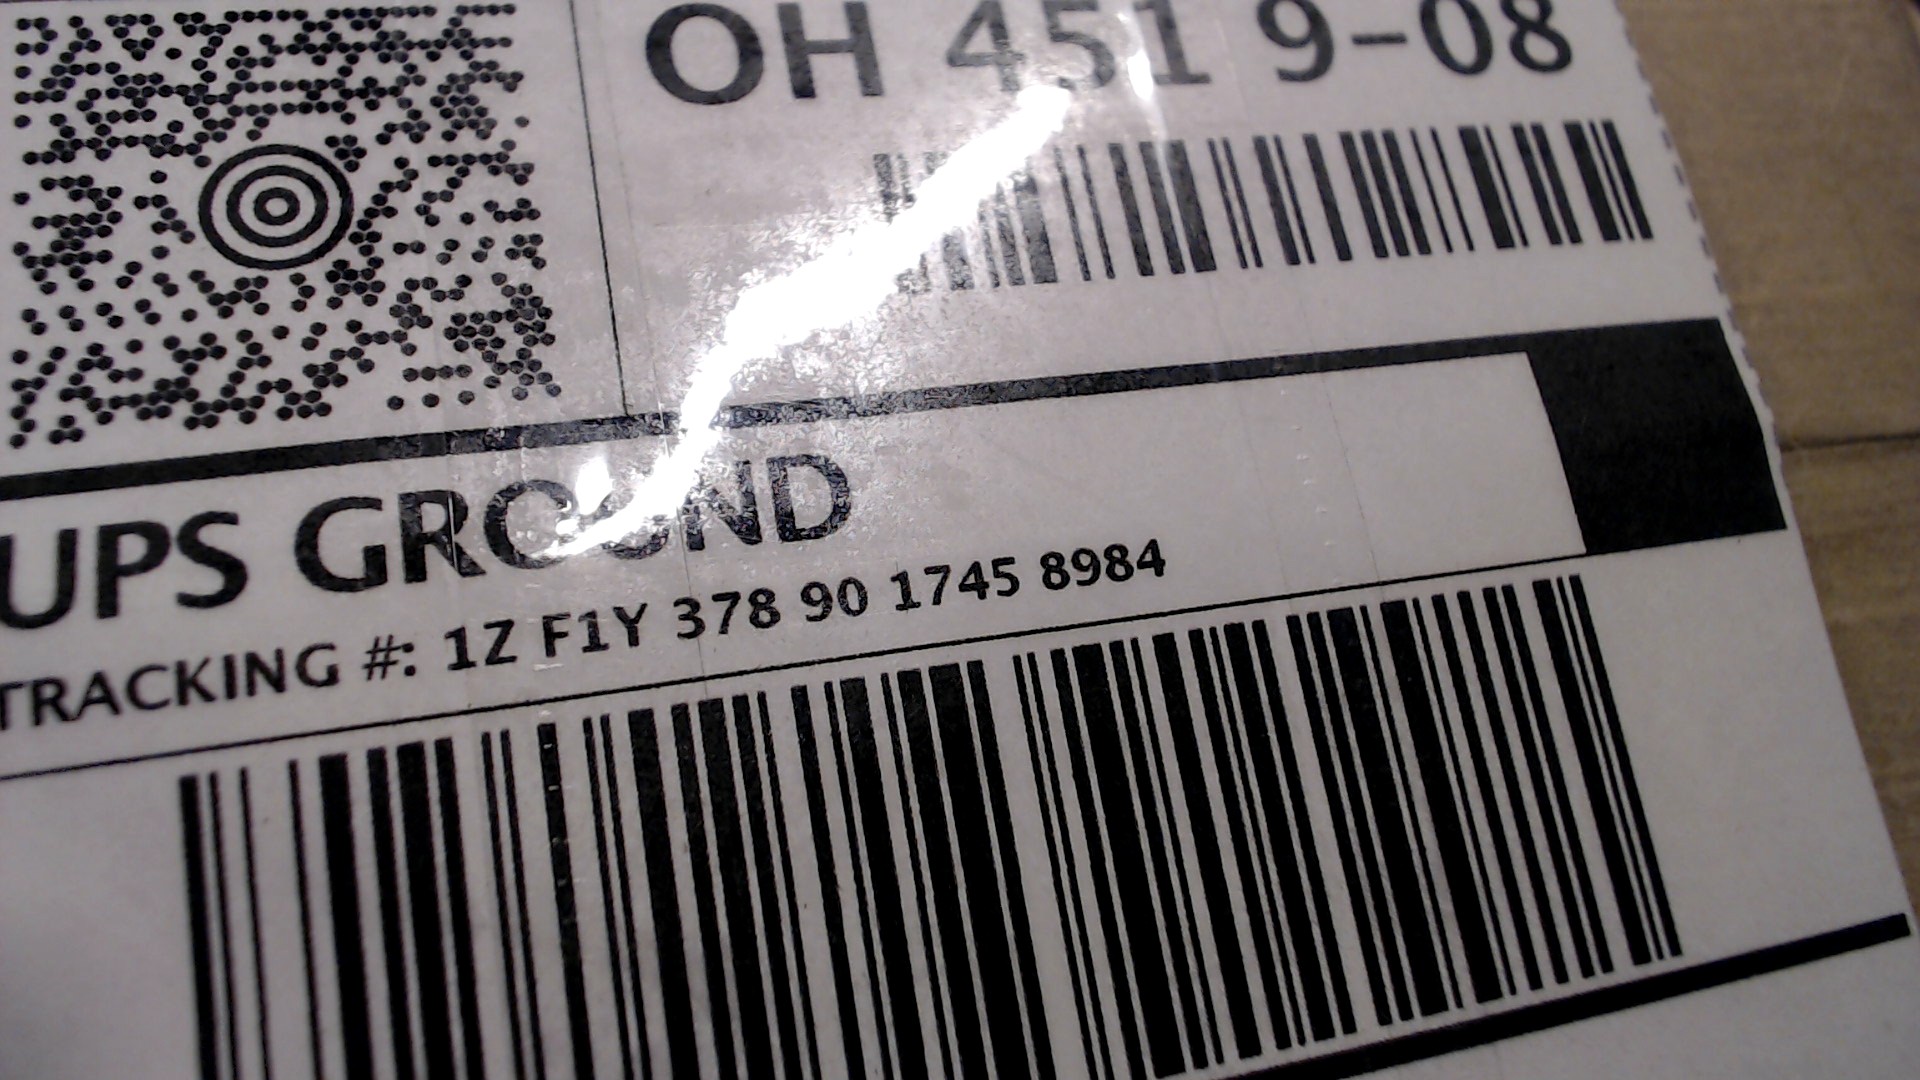 OH 451 9-08
UPS GROUND
TRACKING #: 1Z F1Y 378 90 1745 8984